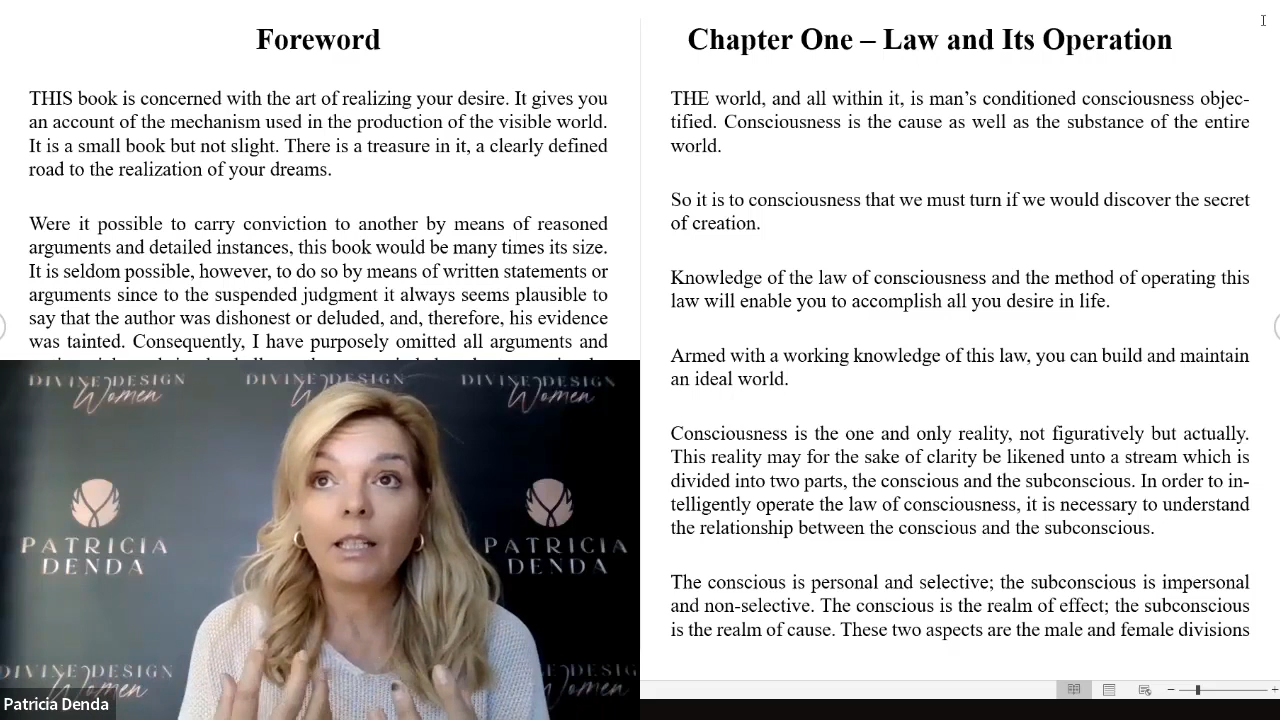 Foreword
THIS book is concerned with the art of realizing your desire. It gives you
an account of the mechanism used in the production of the visible world.
It is a small book but not slight. There is a treasure in it, a clearly defined
road to the realization of your dreams.
Were it possible to carry conviction to another by means of reasoned
arguments and detailed instances, this book would be many times its size.
It is seldom possible, however, to do so by means of written statements or
arguments since to the suspended judgment it always seems plausible to
say that the author was dishonest or deluded, and, therefore, his evidence
was tainted. Consequently, I have purposely omitted all arguments and
Chapter One – Law and Its Operation
THE world, and all within it, is man’s conditioned consciousness objec-
tified. Consciousness is the cause as well as the substance of the entire
world.
So it is to consciousness that we must turn if we would discover the secret
of creation.
Knowledge of the law of consciousness and the method of operating this
law will enable you to accomplish all you desire in life.
Armed with a working knowledge of this law, you can build and maintain
an ideal world.
Consciousness is the one and only reality, not figuratively but actually.
This reality may for the sake of clarity be likened unto a stream which is
divided into two parts, the conscious and the subconscious. In order to in-
telligently operate the law of consciousness, it is necessary to understand
the relationship between the conscious and the subconscious.
The conscious is personal and selective; the subconscious is impersonal
and non-selective. The conscious is the realm of effect; the subconscious
is the realm of cause. These two aspects are the male and female divisions
DIVINE DESIGN
Women
DIVINE DESIGN
DIVINE DESIGN
Women
PATRICIA
DENDA
PATRICIA
DENDA
DIVINE DESIGN
Women
DESIGN
Women
Patricia Denda